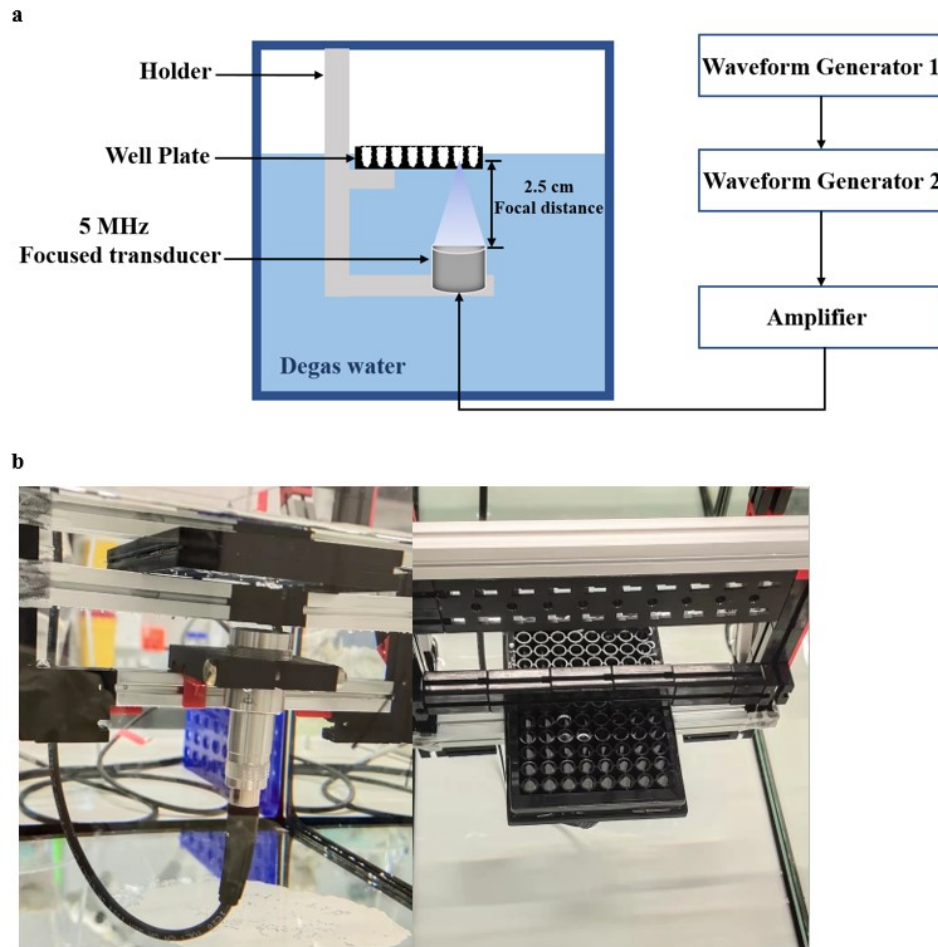 a
Holder
Waveform Generator 1
Well Plate
2.5 cm
Focal distance
Waveform Generator 2
5 MHz
Focused transducer
Amplifier
Degas water
b